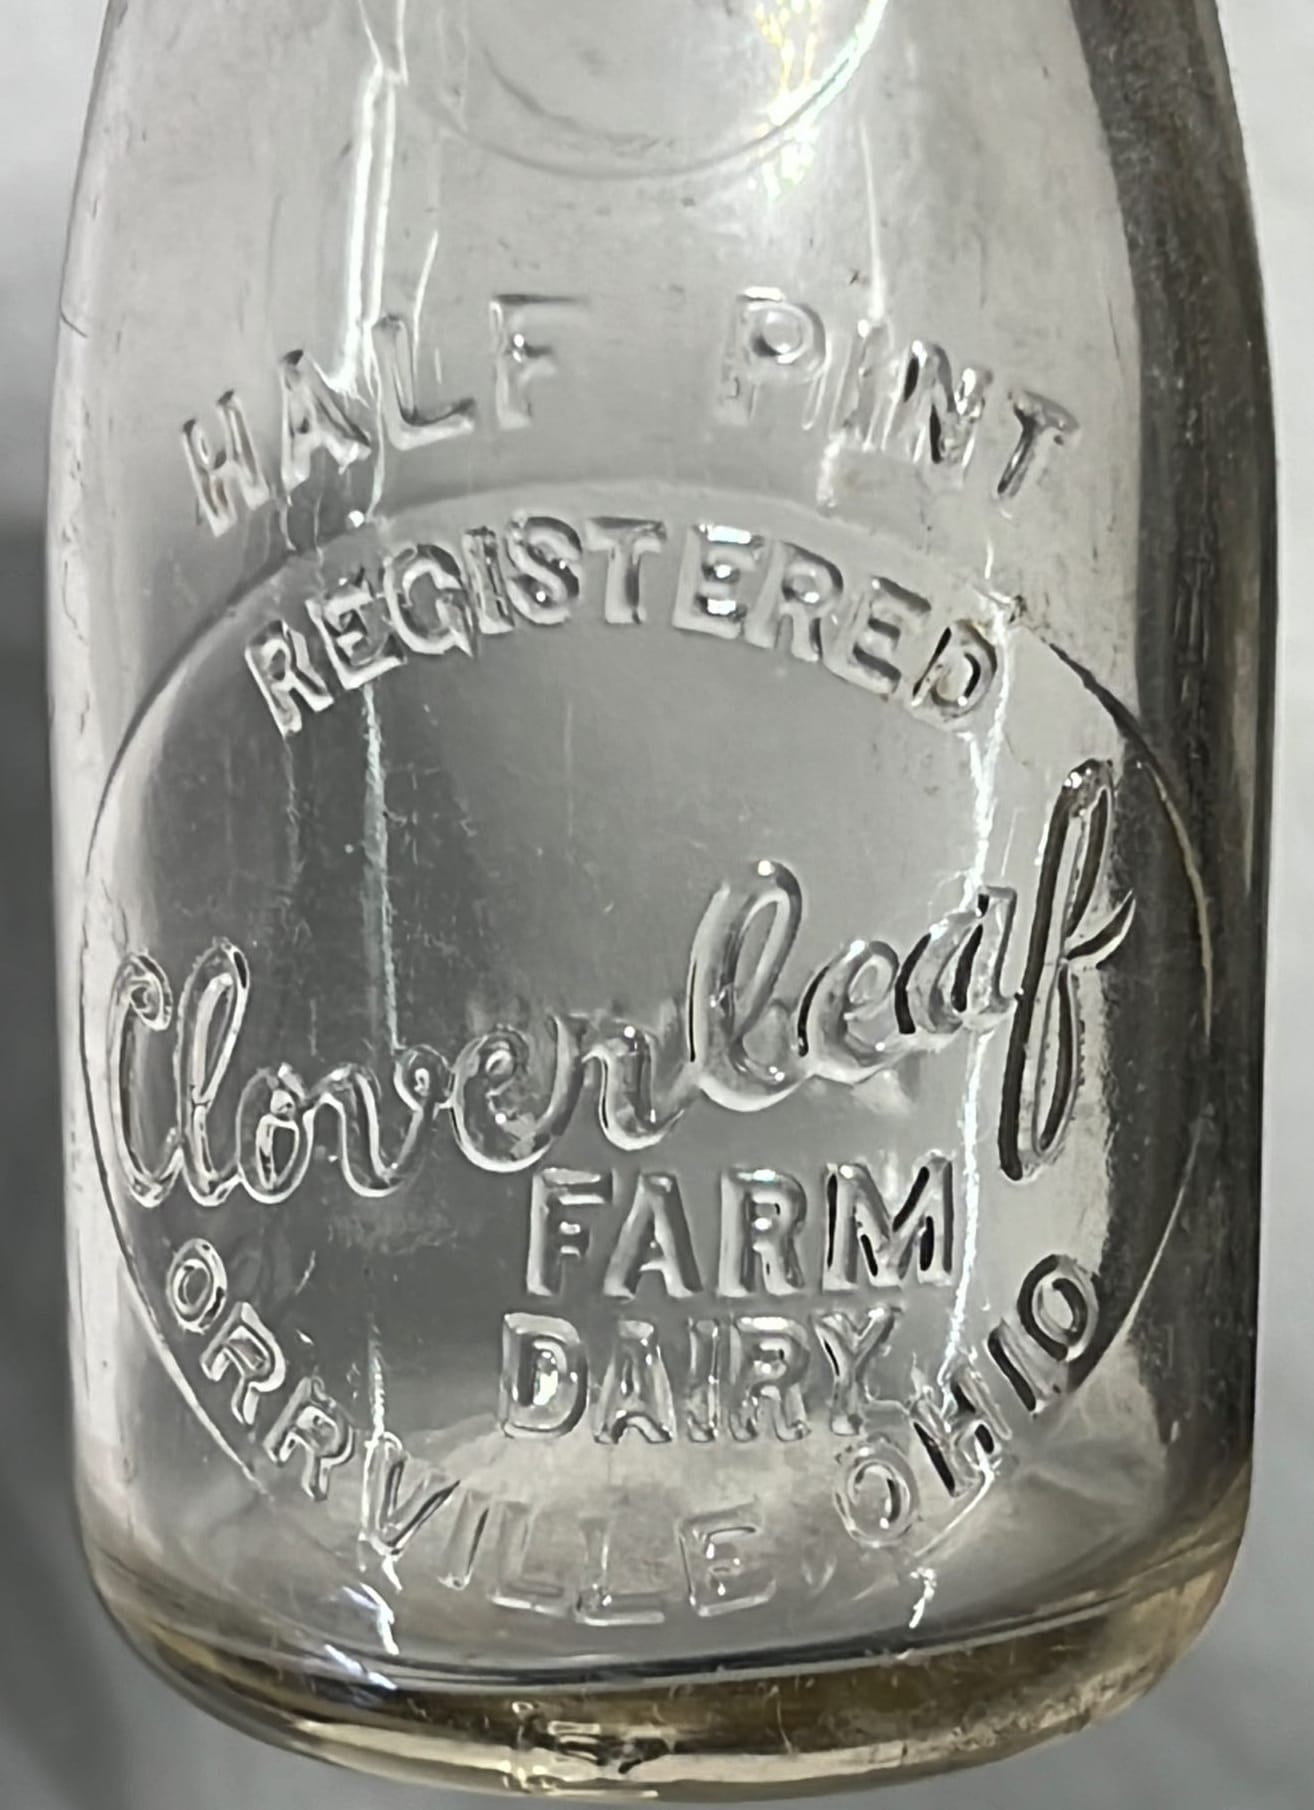 HALF PINT
REGISTERED
Cloverleaf
FARM
DAIRY
ORRVILLE OHIO